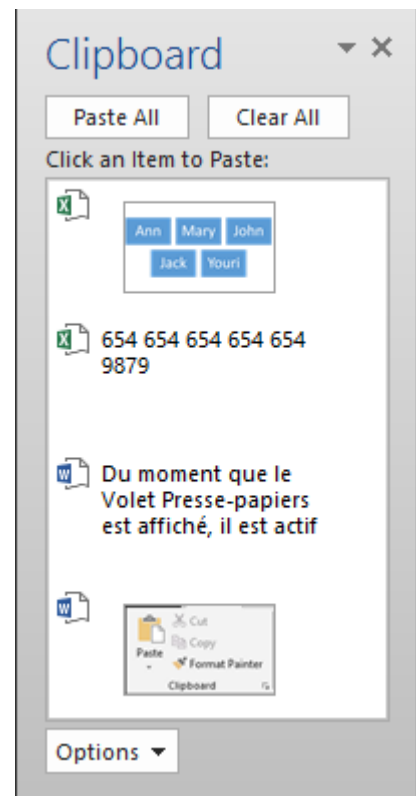 Clipboard
Paste All Clear All
Click an Item to Paste:
Ann Mary John
Jack Youri
654 654 654 654 654
9879
Du moment que le
Volet Presse-papiers
est affiché, il est actif
Cut
Copy
Paste
Format Painter
Clipboard
Options